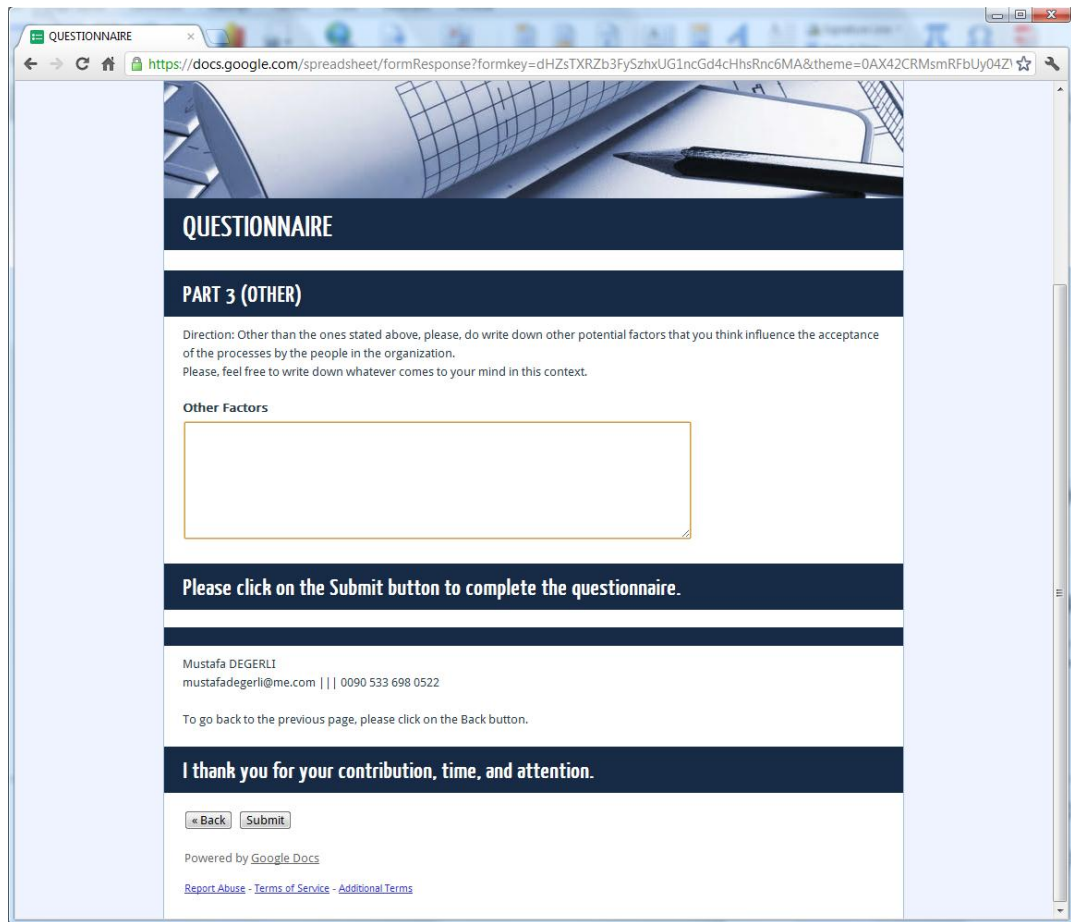 QUESTIONNAIRE
https://docs.google.com/spreadsheet/formResponse?formkey=dHZsTXRZb3FySzhxUG1ncGd4cHhsRnc6MA&theme=0AX42CRMsmRFbUy04Z
QUESTIONNAIRE
PART 3 (OTHER)
Direction: Other than the ones stated above, please, do write down other potential factors that you think influence the acceptance
of the processes by the people in the organization.
Please, feel free to write down whatever comes to your mind in this context.
Other Factors
Please click on the Submit button to complete the questionnaire.
Mustafa DEGERLI
mustafadegerli@me.com ||| 0090 533 698 0522
To go back to the previous page, please click on the Back button.
I thank you for your contribution, time, and attention.
« Back Submit
Powered by Google Docs
Report Abuse - Terms of Service - Additional Terms